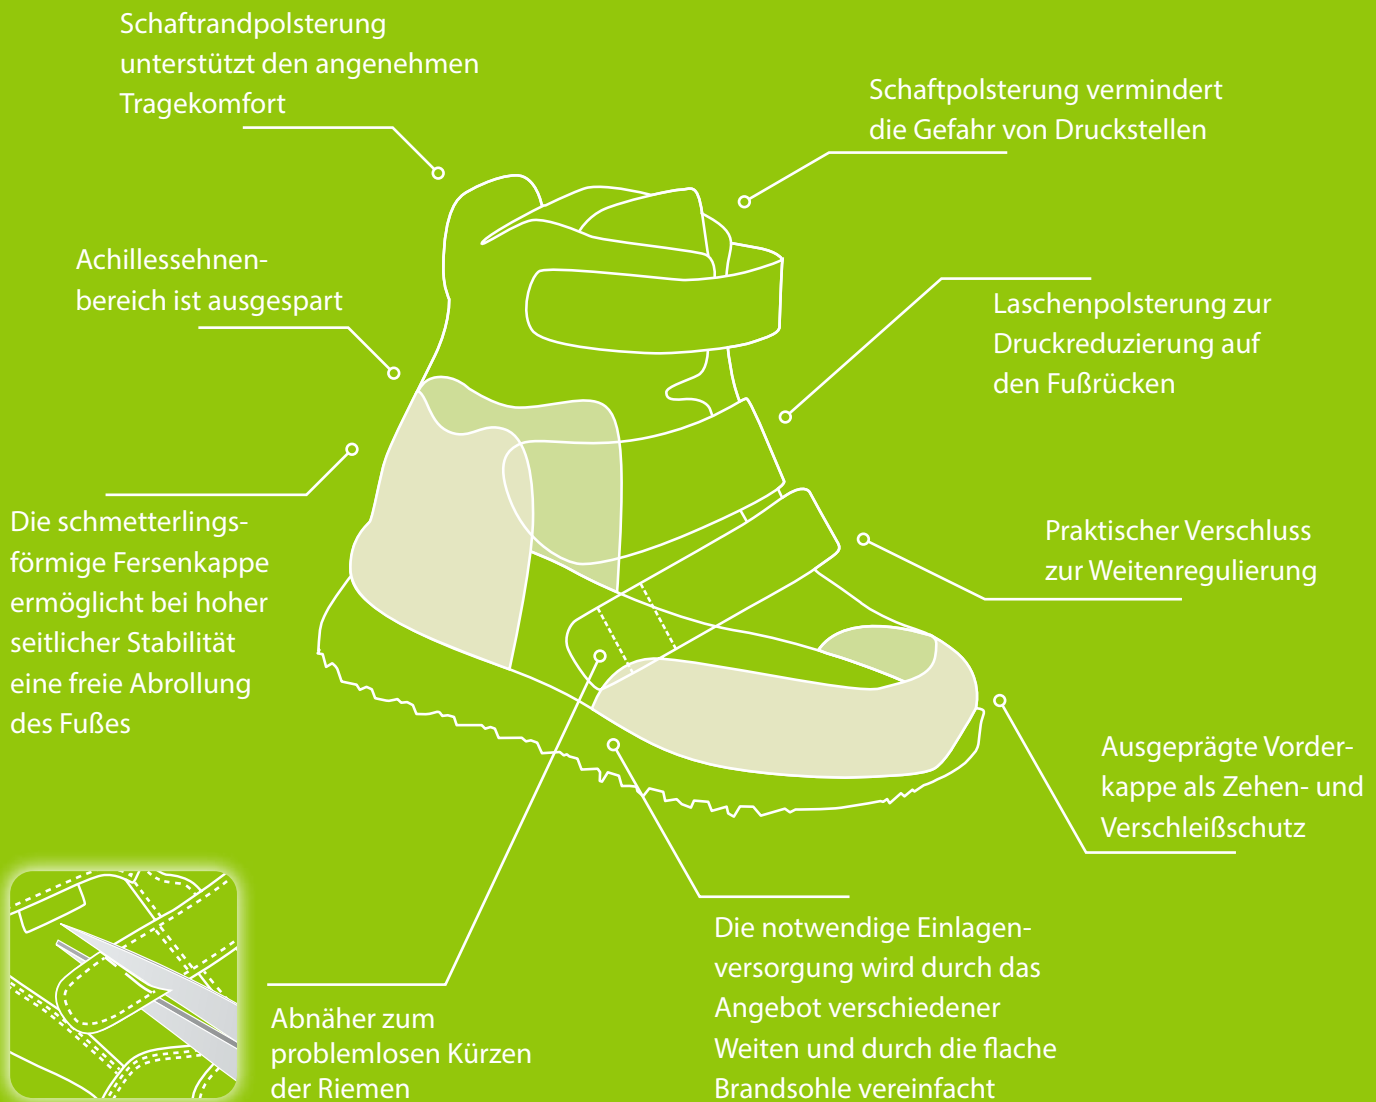 Schaftrandpolsterung
unterstützt den angenehmen
Tragekomfort
Schaftpolsterung vermindert
die Gefahr von Druckstellen
Achillessehnen-
bereich ist ausgespart
Laschenpolsterung zur
Druckreduzierung auf
den Fußrücken
Die schmetterlings-
förmige Fersenkappe
ermöglicht bei hoher
seitlicher Stabilität
eine freie Abrollung
des Fußes
Praktischer Verschluss
zur Weitenregulierung
Ausgeprägte Vorder-
kappe als Zehen- und
Verschleißschutz
Abnäher zum
problemlosen Kürzen
der Riemen
Die notwendige Einlagen-
versorgung wird durch das
Angebot verschiedener
Weiten und durch die flache
Brandsohle vereinfacht